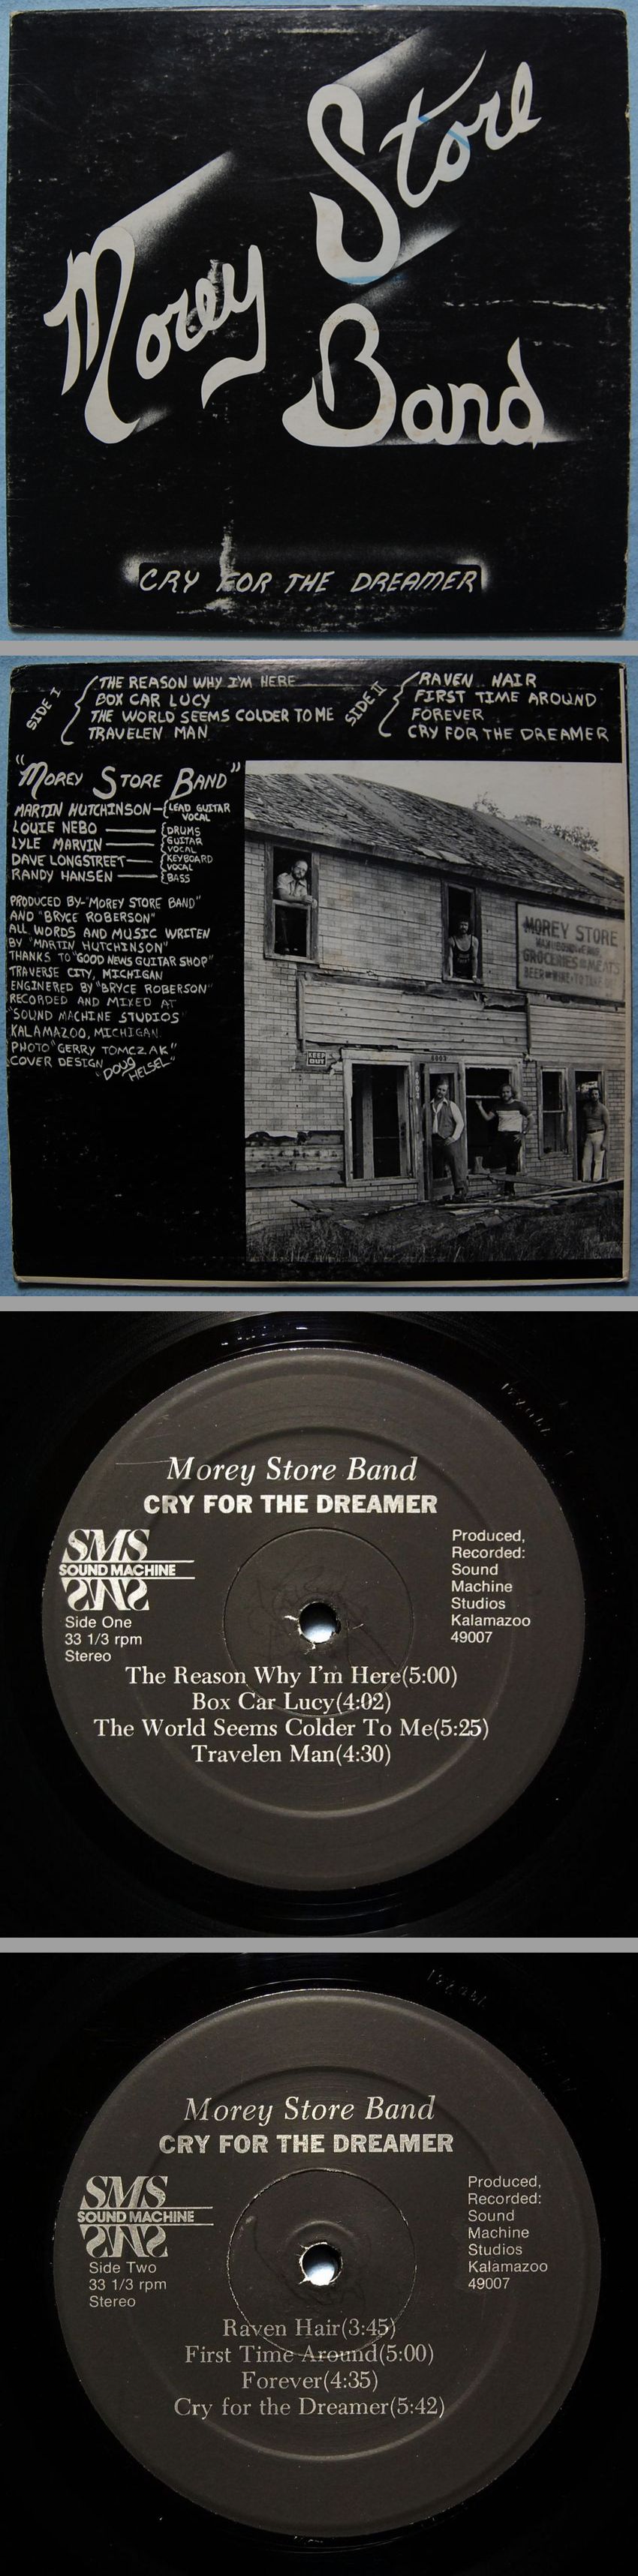 Morey
Store
Band
CRY FOR THE DREAMER
SIDE I
THE REASON WHY I'M HERE
BOX CAR LUCY
THE WORLD SEEMS COLDER TO ME
TRAVELEN MAN
SIDE II
RAVEN HAIR
FIRST TIME AROUND
FOREVER
CRY FOR THE DREAMER
"MOREY STORE BAND"
MARTIN HUTCHINSON — LEAD GUITAR
VOCAL
LOUIE NEBO — DRUMS
LYLE MARVIN — GUITAR
VOCAL
DAVE LONGSTREET — KEYBOARD
VOCAL
RANDY HANSEN — BASS
PRODUCED BY "MOREY STORE BAND"
AND "BRYCE ROBERSON"
ALL WORDS AND MUSIC WRITEN
BY "MARTIN HUTCHINSON"
THANKS TO "GOOD NEWS GUITAR SHOP"
TRAVERSE CITY, MICHIGAN
ENGINERED BY "BRYCE ROBERSON"
RECORDED AND MIXED AT
"SOUND MACHINE STUDIOS"
KALAMAZOO, MICHIGAN.
PHOTO "GERRY TOMCZAK"
COVER DESIGN "DOUG
HELSEL"
MOREY STORE
GROCERIES MEATS
BEER WINE TO TAKE OUT
KEEP
OUT
Morey Store Band
CRY FOR THE DREAMER
SMS
SOUND MACHINE
SMS
Side One
33 1/3 rpm
Stereo
Produced,
Recorded:
Sound
Machine
Studios
Kalamazoo
49007
The Reason Why I'm Here(5:00)
Box Car Lucy(4:02)
The World Seems Colder To Me(5:25)
Travelen Man(4:30)
Morey Store Band
CRY FOR THE DREAMER
SMS
SOUND MACHINE
SMS
Side Two
33 1/3 rpm
Stereo
Produced,
Recorded:
Sound
Machine
Studios
Kalamazoo
49007
Raven Hair(3:45)
First Time Around(5:00)
Forever(4:35)
Cry for the Dreamer(5:42)